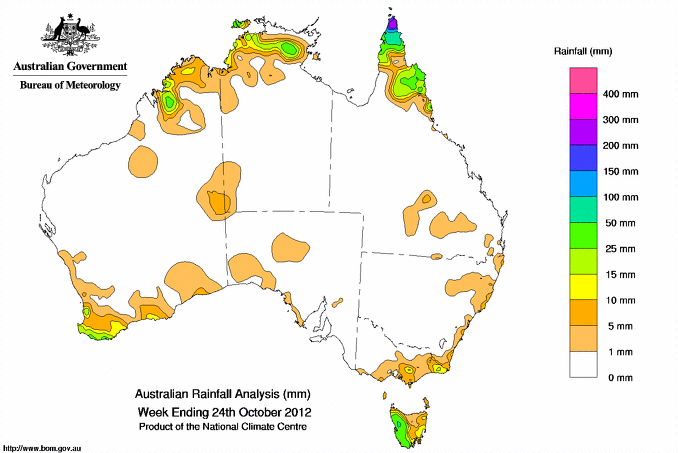 Australian Government
Bureau of Meteorology
Rainfall (mm)
400 mm
300 mm
200 mm
150 mm
100 mm
50 mm
25 mm
15 mm
10 mm
5 mm
1 mm
0 mm
Australian Rainfall Analysis (mm)
Week Ending 24th October 2012
Product of the National Climate Centre
http://www.bom.gov.au